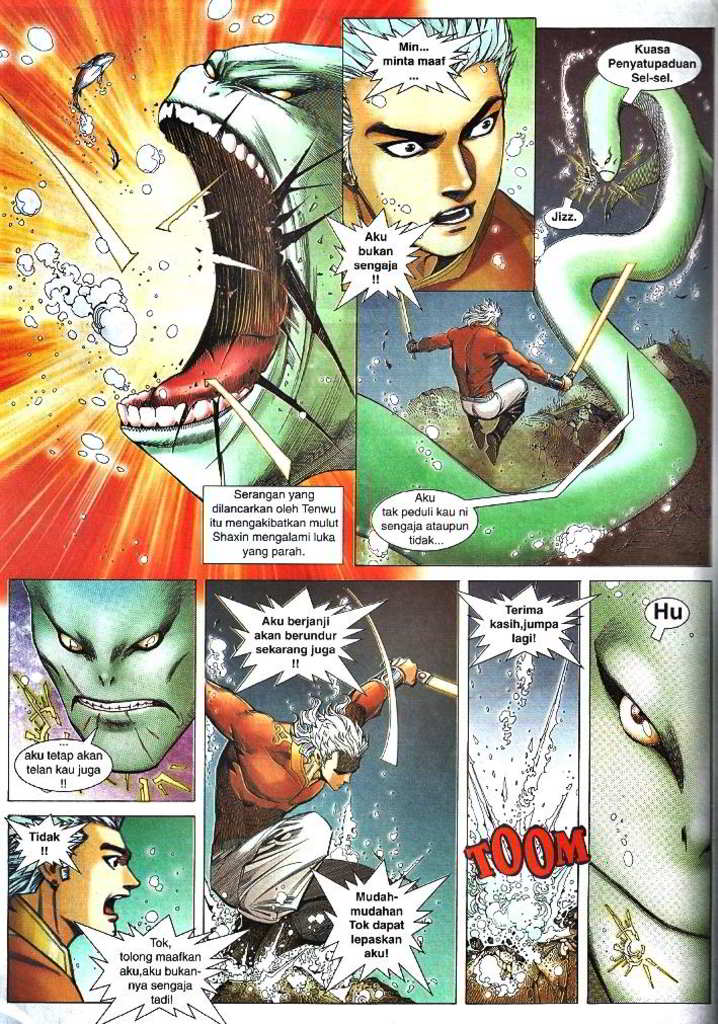 Min...
minta maaf
...
Kuasa
Penyatupaduan
Sel-sel.
Jizz.
Aku
bukan
sengaja
!!
Serangan yang
dilancarkan oleh Tenwu
itu mengakibatkan mulut
Shaxin mengalami luka
yang parah.
Aku
tak peduli kau ni
sengaja ataupun
tidak...
...
aku tetap akan
telan kau juga
!!
Tidak
!!
Tok,
tolong maafkan
aku,aku bukan-
nya sengaja
tadi!
Aku berjanji
akan berundur
sekarang juga
!!
Mudah-
mudahan
Tok dapat
lepaskan
aku!
Terima
kasih,jumpa
lagi!
TOOM
Hu